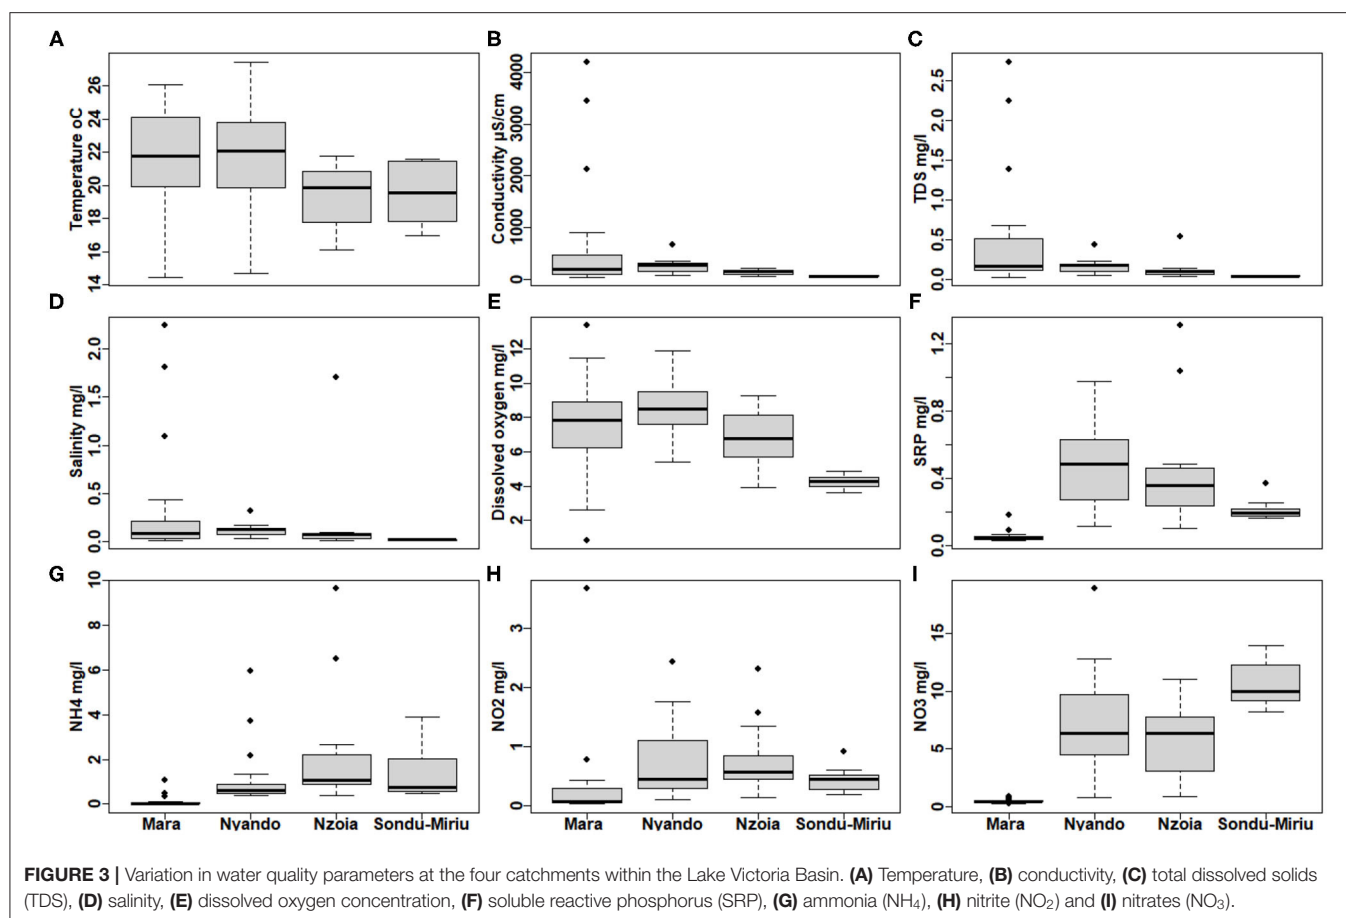 A
Temperature oC
14 16 18 20 22 24 26
B
Conductivity µS/cm
0 1000 2000 3000 4000
C
TDS mg/l
0.0 0.5 1.0 1.5 2.0 2.5
D
Salinity mg/l
0.0 0.5 1.0 1.5 2.0
E
Dissolved oxygen mg/l
2 4 6 8 10 12
F
SRP mg/l
0.0 0.4 0.8 1.2
G
NH4 mg/l
0 2 4 6 8 10
Mara Nyando Nzoia Sondu-Miriu
H
NO2 mg/l
0 1 2 3
Mara Nyando Nzoia Sondu-Miriu
I
NO3 mg/l
0 5 10 15
Mara Nyando Nzoia Sondu-Miriu
FIGURE 3 | Variation in water quality parameters at the four catchments within the Lake Victoria Basin. (A) Temperature, (B) conductivity, (C) total dissolved solids
(TDS), (D) salinity, (E) dissolved oxygen concentration, (F) soluble reactive phosphorus (SRP), (G) ammonia (NH₄), (H) nitrite (NO₂) and (I) nitrates (NO₃).